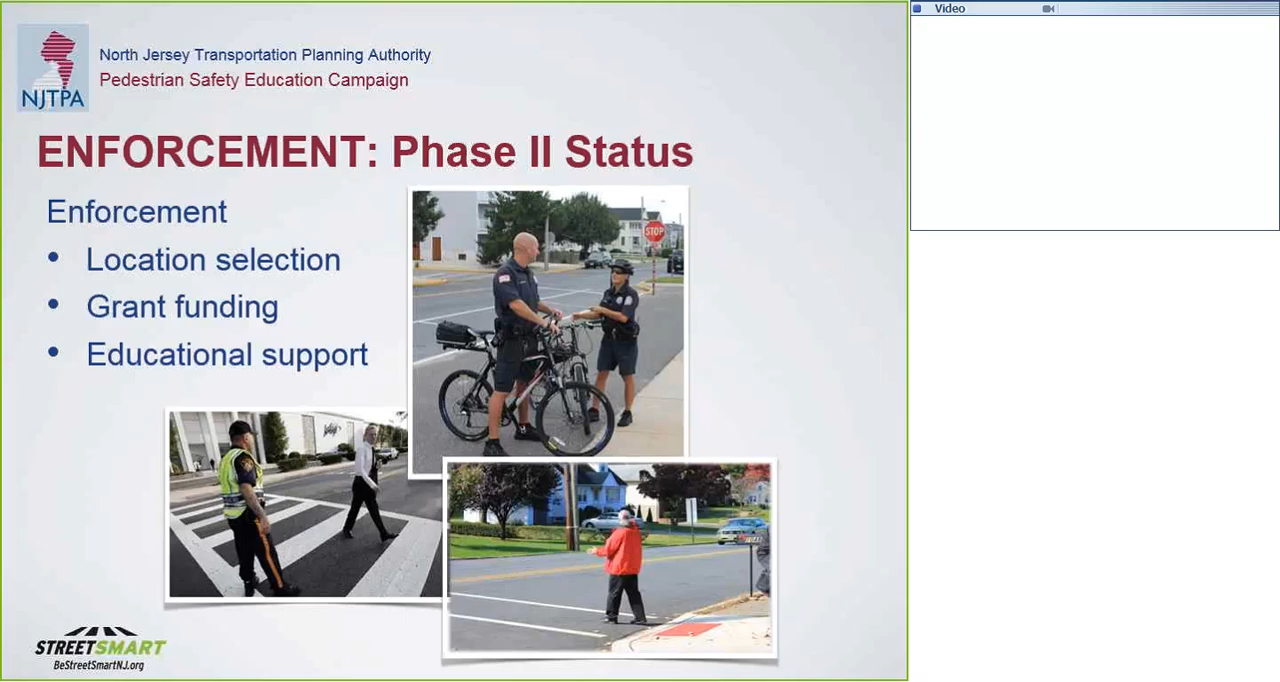 Video
North Jersey Transportation Planning Authority
Pedestrian Safety Education Campaign
NJTPA
ENFORCEMENT: Phase II Status
Enforcement
• Location selection
• Grant funding
• Educational support
STOP
STREETSMART
BeStreetSmartNJ.org